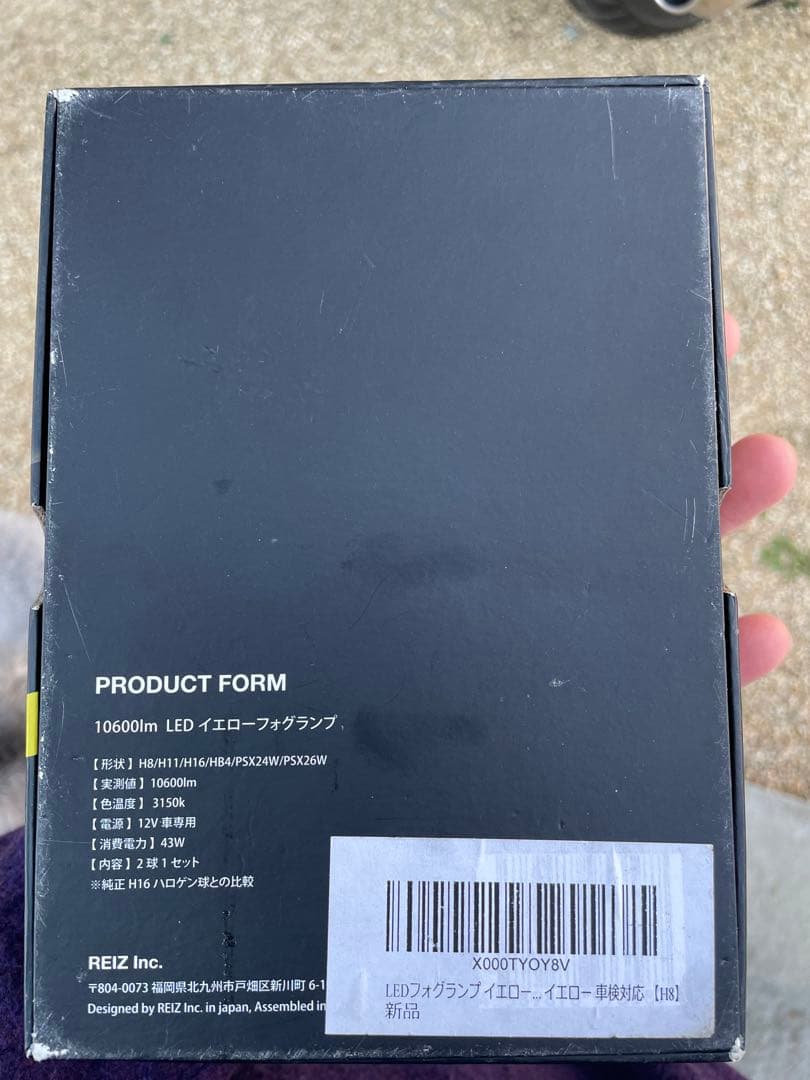 PRODUCT FORM
10600lm LED イエローフォグランプ
【 形状 】 H8/H11/H16/HB4/PSX24W/PSX26W
【 実測値 】 10600lm
【 色温度 】 3150k
【 電源 】 12V 車専用
【 消費電力 】 43W
【 内容 】 2 球 1 セット
※純正 H16 ハロゲン球との比較
REIZ Inc.
〒804-0073 福岡県北九州市戸畑区新川町 6-1
Designed by REIZ Inc. in japan, Assembled in
X000TYOY8V
LEDフォグランプ イエロー... イエロー 車検対応 【H8】
新品